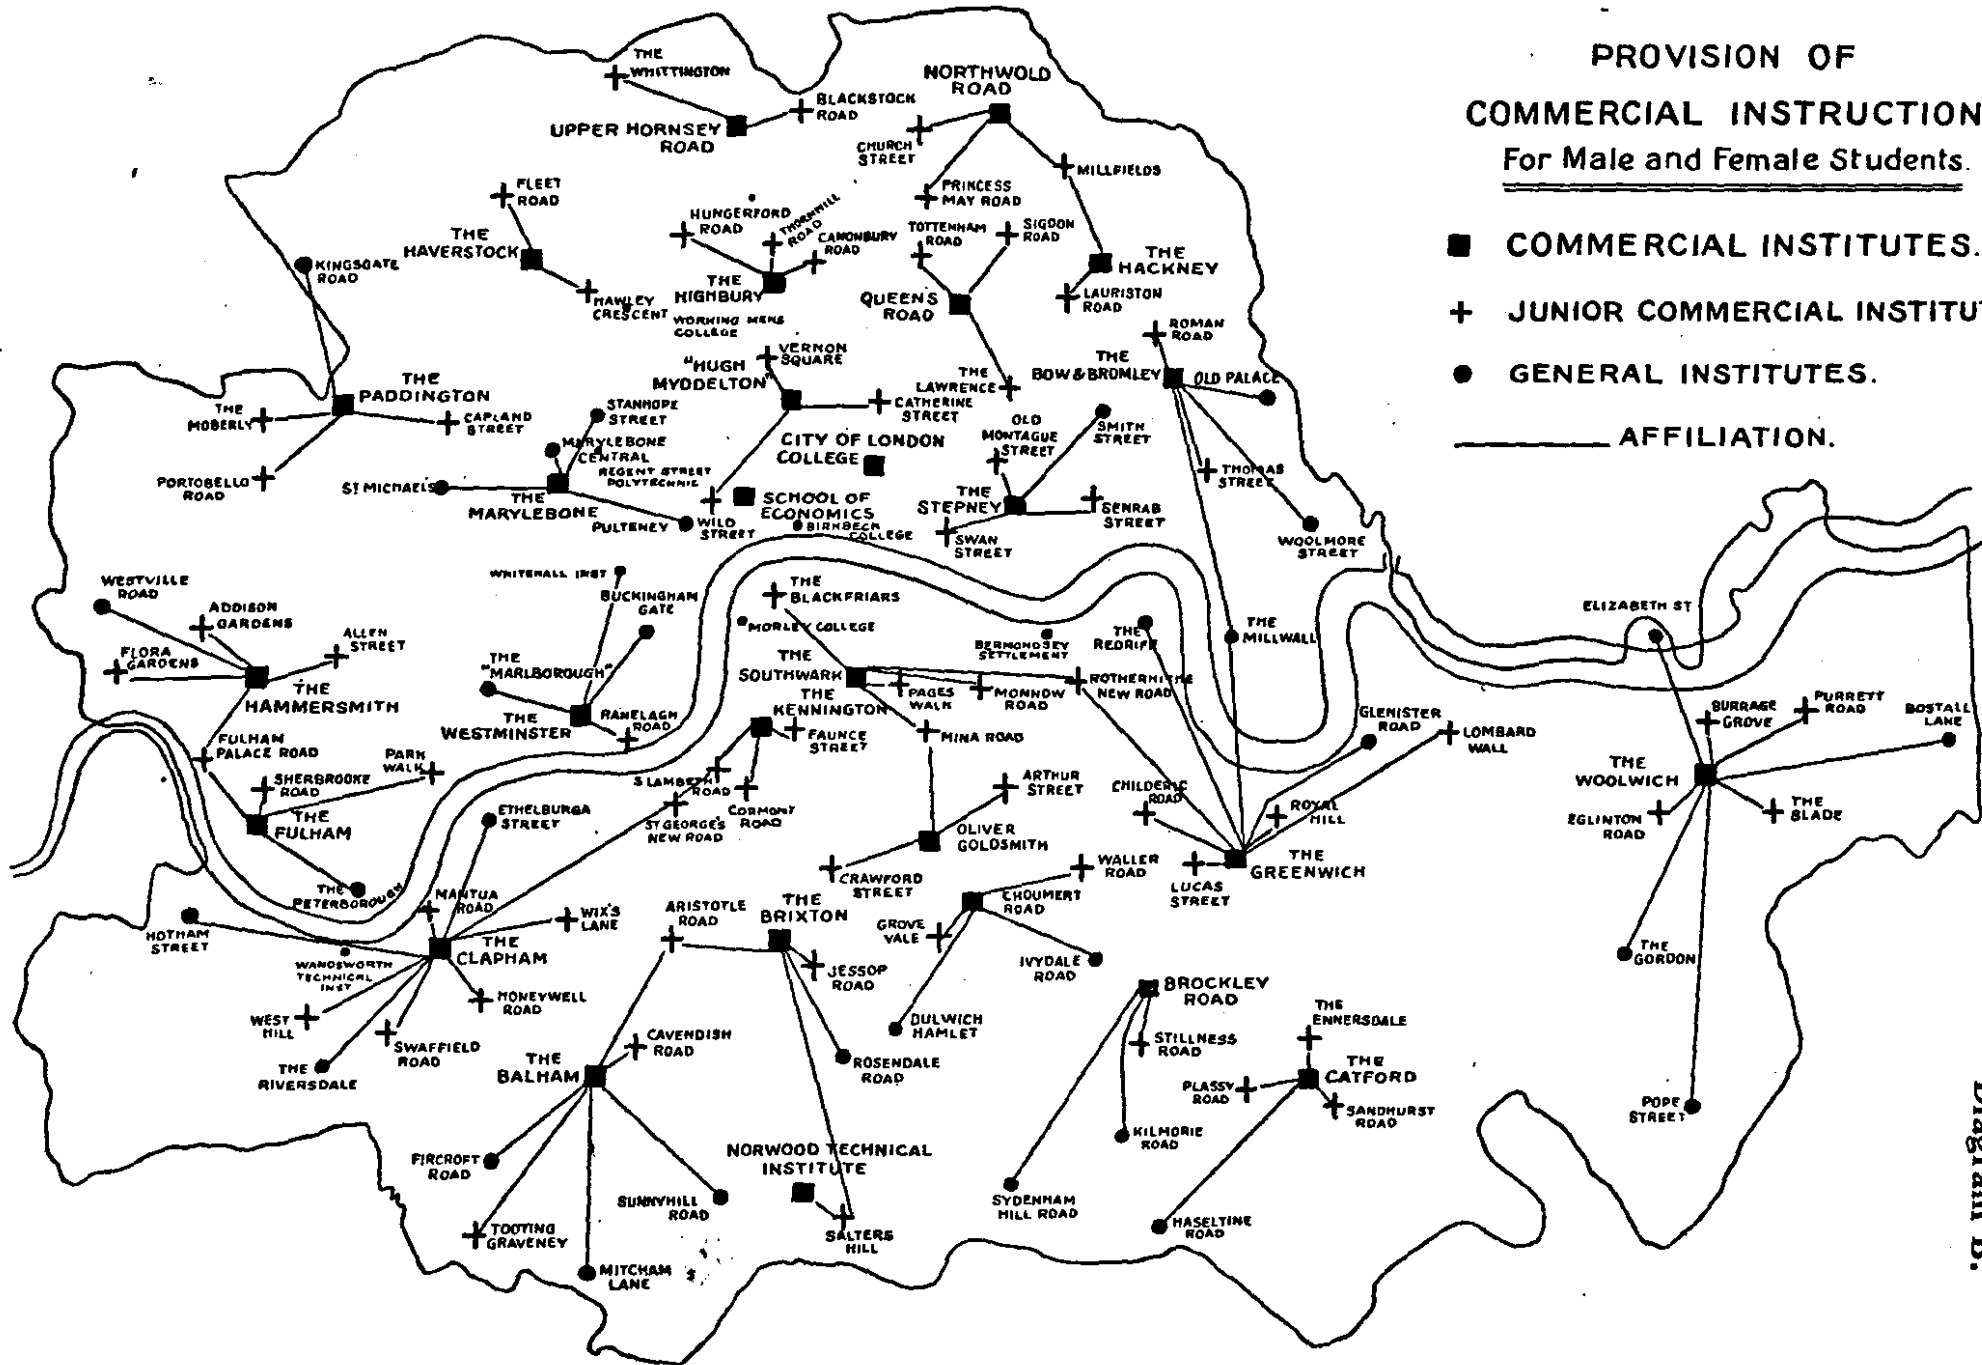 PROVISION OF
COMMERCIAL INSTRUCTION
For Male and Female Students.
COMMERCIAL INSTITUTES.
JUNIOR COMMERCIAL INSTITUT
GENERAL INSTITUTES.
AFFILIATION.
THE
WHITTINGTON
BLACKSTOCK
ROAD
UPPER HORNSEY
ROAD
NORTHWOLD
ROAD
CHURCH
STREET
PRINCESS
MAY ROAD
MILLFIELDS
FLEET
ROAD
THE
HAVERSTOCK
HAWLEY
CRESCENT
HUNGERFORD
ROAD
THORNHILL
ROAD
CANONBURY
ROAD
THE
HIGHBURY
WORKING MENS
COLLEGE
TOTTENHAM
ROAD
SIGDON
ROAD
QUEENS
ROAD
THE
HACKNEY
LAURISTON
ROAD
KINGSGATE
ROAD
THE
PADDINGTON
THE
MOBERLY
CAPLAND
STREET
PORTOBELLO
ROAD
"HUGH
MYDDELTON"
VERNON
SQUARE
CATHERINE
STREET
THE
LAWRENCE
ROMAN
ROAD
THE
BOW & BROMLEY
OLD PALACE
THOMAS
STREET
WOOLMORE
STREET
STANHOPE
STREET
MARYLEBONE
CENTRAL
REGENT STREET
POLYTECHNIC
ST MICHAELS
THE
MARYLEBONE
PULTENEY
WILD
STREET
CITY OF LONDON
COLLEGE
SCHOOL OF
ECONOMICS
BIRKBECK
COLLEGE
OLD
MONTAGUE
STREET
SMITH
STREET
THE
STEPNEY
SENRAB
STREET
SWAN
STREET
WESTVILLE
ROAD
ADDISON
GARDENS
ALLEN
STREET
FLORA
GARDENS
THE
HAMMERSMITH
FULHAM
PALACE ROAD
SHERBROOKE
ROAD
PARK
WALK
THE
FULHAM
THE
PETERBOROUGH
WHITEHALL INST
BUCKINGHAM
GATE
THE
"MARLBOROUGH"
THE
WESTMINSTER
RANELAGH
ROAD
THE
BLACKFRIARS
MORLEY COLLEGE
THE
SOUTHWARK
PAGES
WALK
MONNOW
ROAD
BERMONDSEY
SETTLEMENT
THE
REDRIFF
ROTHERHITHE
NEW ROAD
THE
MILLWALL
THE
KENNINGTON
FAUNCE
STREET
MINA ROAD
S LAMBETH
ROAD
CORMONT
ROAD
ST GEORGE'S
NEW ROAD
ARTHUR
STREET
OLIVER
GOLDSMITH
CRAWFORD
STREET
CHILDERIC
ROAD
ROYAL
HILL
GLENISTER
ROAD
LOMBARD
WALL
THE
GREENWICH
LUCAS
STREET
ELIZABETH ST
BURRAGE
GROVE
PURRETT
ROAD
BOSTALL
LANE
THE
WOOLWICH
EGLINTON
ROAD
THE
SLADE
THE
GORDON
POPE
STREET
ETHELBURGA
STREET
MANTUA
ROAD
WIX'S
LANE
HOTHAM
STREET
WANDSWORTH
TECHNICAL
INST
THE
CLAPHAM
HONEYWELL
ROAD
WEST
HILL
SWAFFIELD
ROAD
THE
RIVERSDALE
ARISTOTLE
ROAD
THE
BRIXTON
JESSOP
ROAD
ROSENDALE
ROAD
WALLER
ROAD
CHOUMERT
ROAD
GROVE
VALE
IVYDALE
ROAD
DULWICH
HAMLET
BROCKLEY
ROAD
STILLNESS
ROAD
KILMORIE
ROAD
SYDENHAM
HILL ROAD
THE
ENNERSDALE
THE
CATFORD
PLASSY
ROAD
SANDHURST
ROAD
HASELTINE
ROAD
CAVENDISH
ROAD
THE
BALHAM
FIRCROFT
ROAD
TOOTING
GRAVENEY
SUNNYHILL
ROAD
MITCHAM
LANE
NORWOOD TECHNICAL
INSTITUTE
SALTERS
HILL
Diagram B.